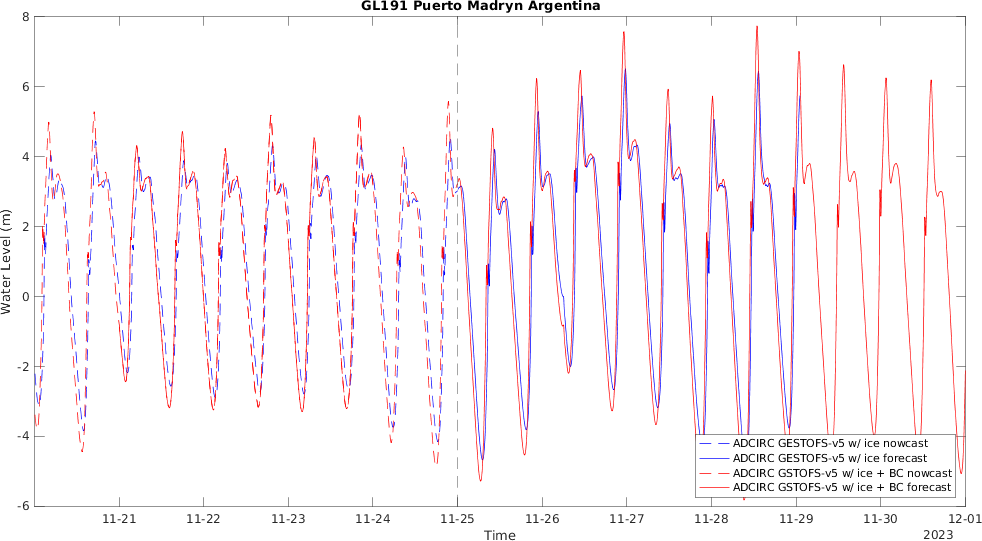 GL191 Puerto Madryn Argentina
8
6
4
2
0
-2
-4
-6
Water Level (m)
ADCIRC GESTOFS-v5 w/ ice nowcast
ADCIRC GESTOFS-v5 w/ ice forecast
ADCIRC GSTOFS-v5 w/ ice + BC nowcast
ADCIRC GSTOFS-v5 w/ ice + BC forecast
11-21 11-22 11-23 11-24 11-25 11-26 11-27 11-28 11-29 11-30 12-01
Time
2023